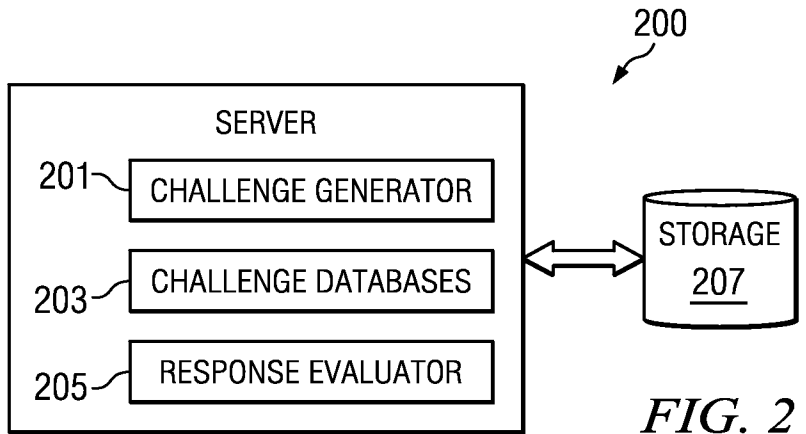 200
SERVER
201
CHALLENGE GENERATOR
203
CHALLENGE DATABASES
205
RESPONSE EVALUATOR
STORAGE
207
FIG. 2